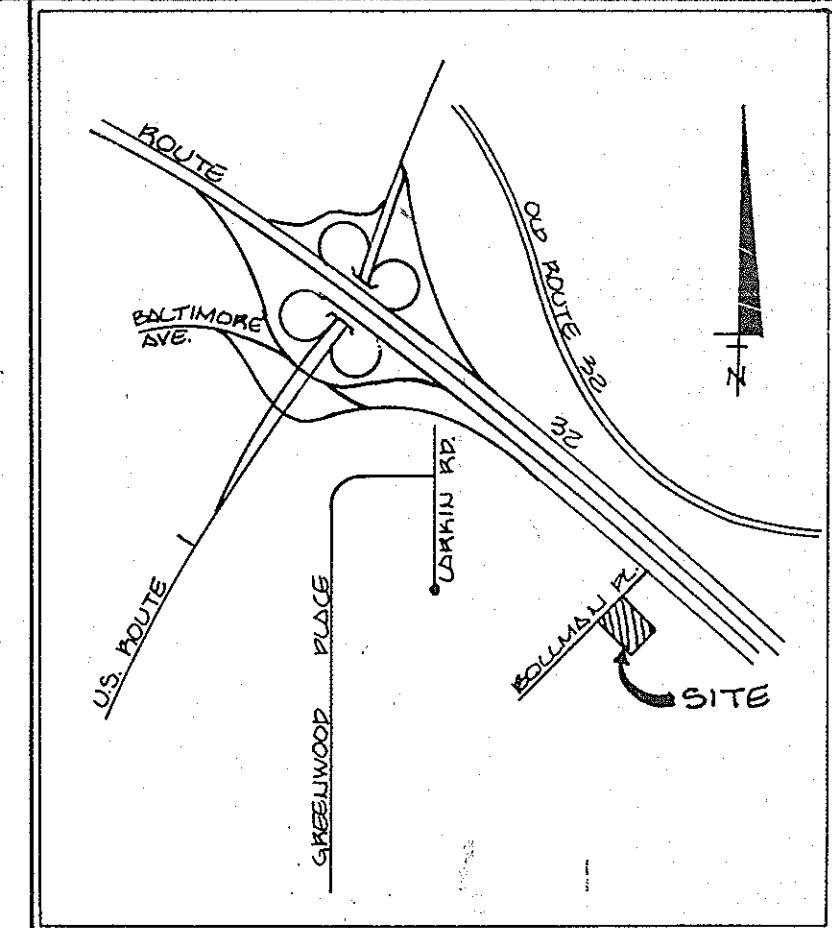 ROUTE
OLD ROUTE 32
BALTIMORE
AVE.
N
32
LARKIN RD.
U.S. ROUTE 1
GREENWOOD PLACE
BOLLMAN PL.
SITE